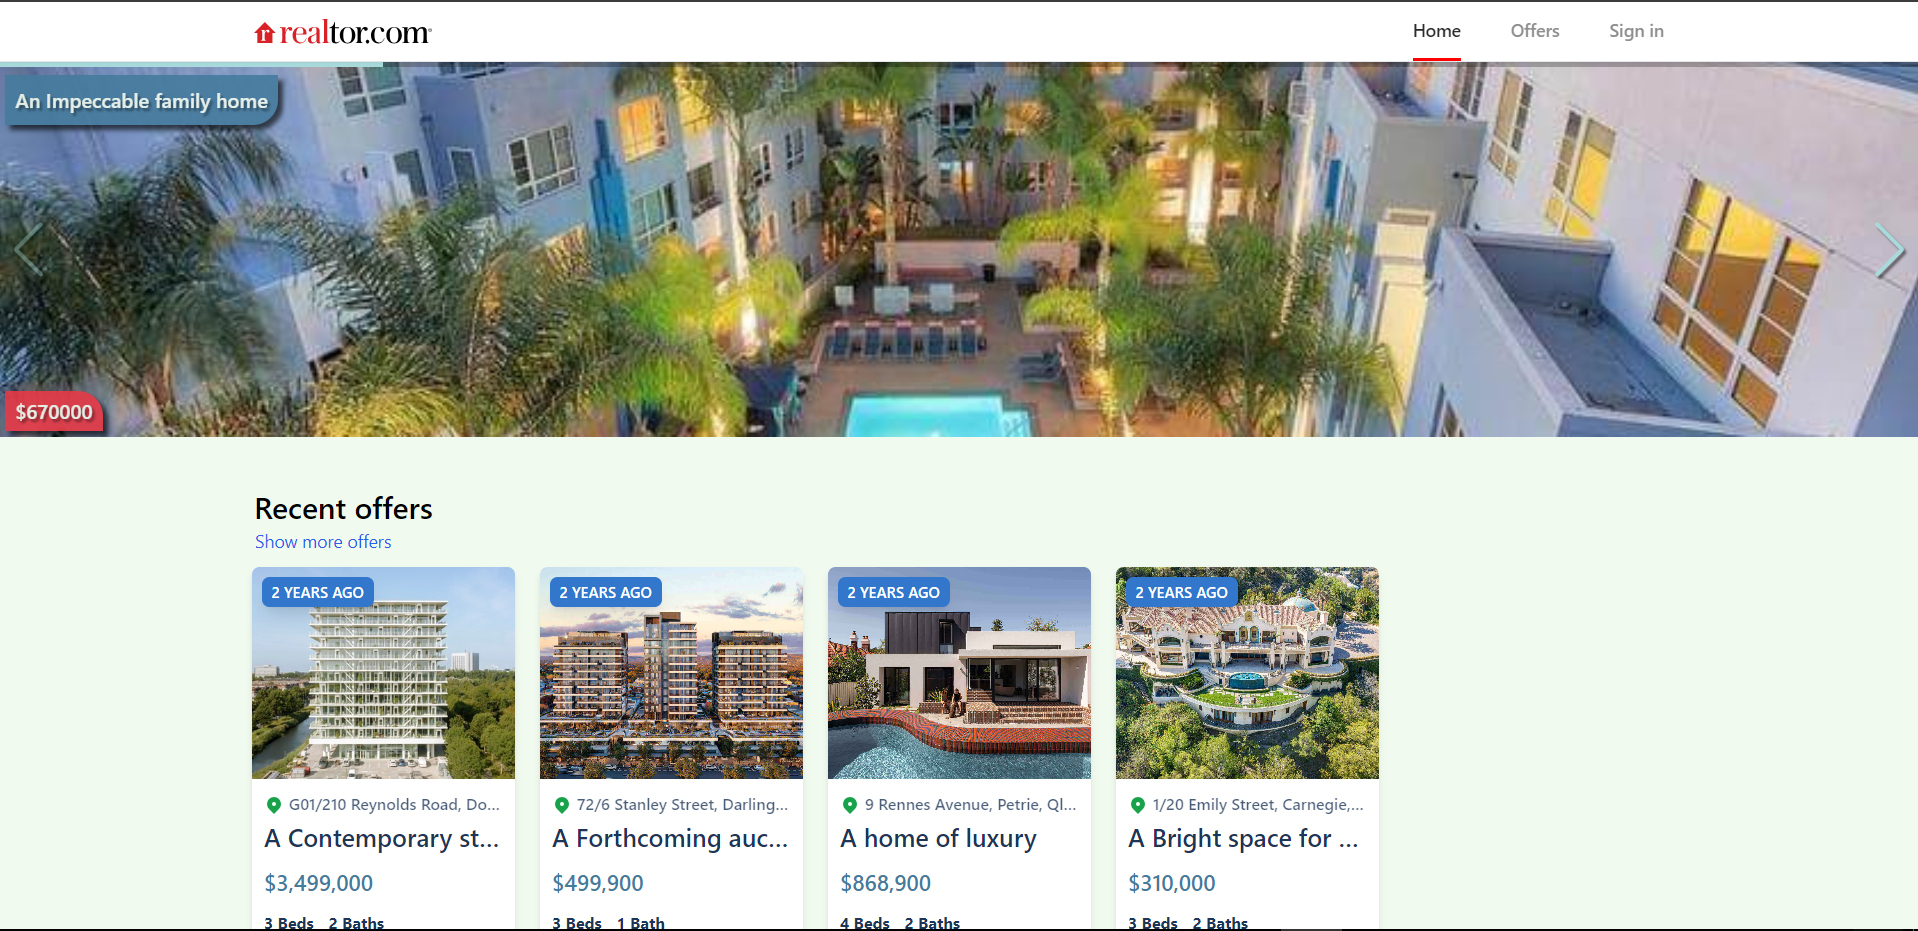 realtor.com®
Home
Offers
Sign in
An Impeccable family home
$670000
Recent offers
Show more offers
2 YEARS AGO
2 YEARS AGO
2 YEARS AGO
2 YEARS AGO
G01/210 Reynolds Road, Do...
72/6 Stanley Street, Darling...
9 Rennes Avenue, Petrie, Ql...
1/20 Emily Street, Carnegie,...
A Contemporary st...
A Forthcoming auc...
A home of luxury
A Bright space for ...
$3,499,000
$499,900
$868,900
$310,000
3 Beds 2 Baths
3 Beds 1 Bath
4 Beds 2 Baths
3 Beds 2 Baths